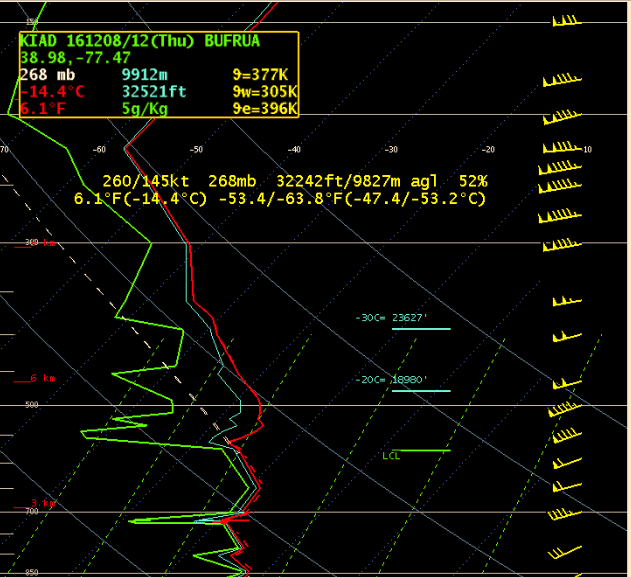 150
KIAD 161208/12(Thu) BUFRUA
38.98,-77.47
268 mb 9912m ϑ=377K
-14.4°C 32521ft ϑw=305K
6.1°F 5g/Kg ϑe=396K
70 -60 -50 -40 -30 -20 -10
260/145kt 268mb 32242ft/9827m agl 52%
6.1°F(-14.4°C) -53.4/-63.8°F(-47.4/-53.2°C)
300 km
-30C= 23627'
6 km
-20C= 18980'
500
LCL
3 km
700
850